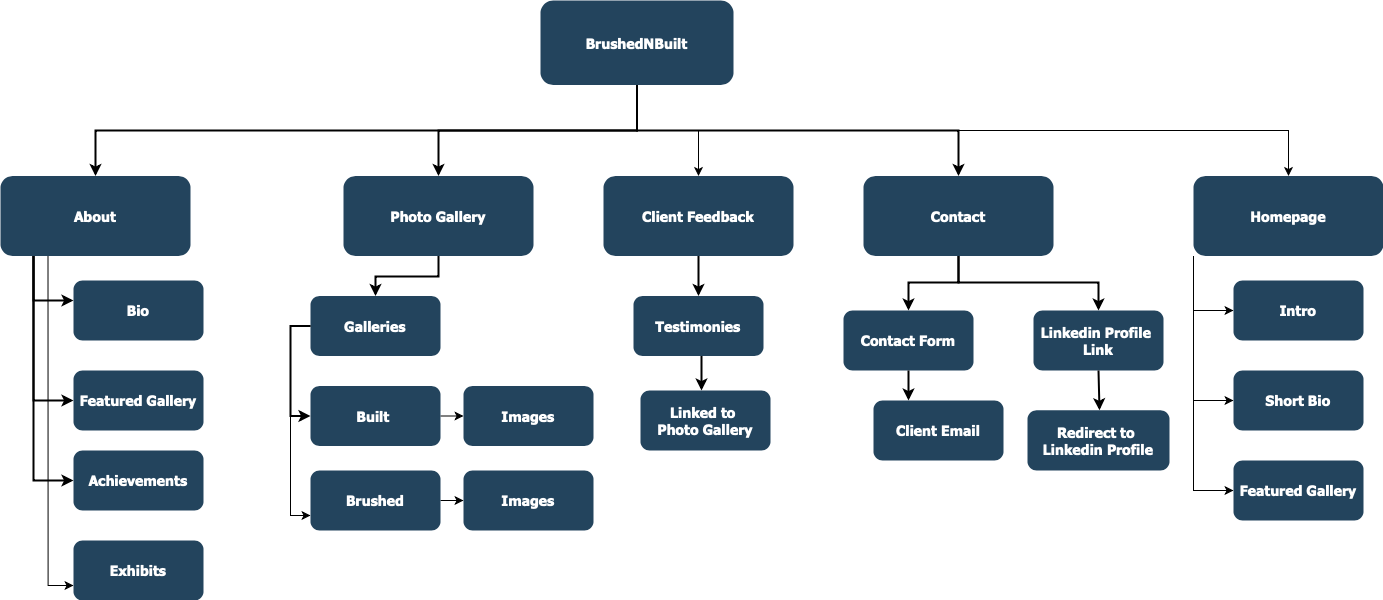 BrushedNBuilt
About
Photo Gallery
Client Feedback
Contact
Homepage
Bio
Featured Gallery
Achievements
Exhibits
Galleries
Built
Images
Brushed
Images
Testimonies
Linked to
Photo Gallery
Contact Form
Client Email
Linkedin Profile
Link
Redirect to
Linkedin Profile
Intro
Short Bio
Featured Gallery